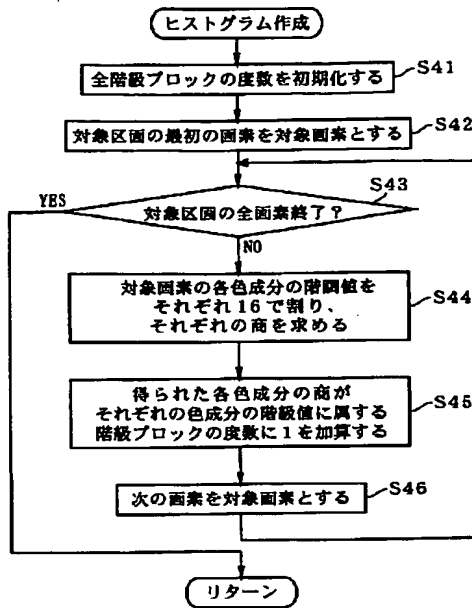 ヒストグラム作成
全階級ブロックの度数を初期化する
S41
対象区画の最初の画素を対象画素とする
S42
S43
YES
対象区画の全画素終了？
NO
対象画素の各色成分の階調値を
それぞれ16で割り、
それぞれの商を求める
S44
得られた各色成分の商が
それぞれの色成分の階級値に属する
階級ブロックの度数に1を加算する
S45
次の画素を対象画素とする
S46
リターン